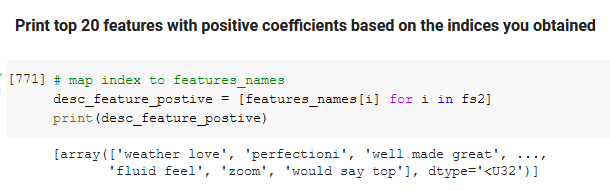 Print top 20 features with positive coefficients based on the indices you obtained
[771] # map index to features_names
desc_feature_postive = [features_names[i] for i in fs2]
print(desc_feature_postive)
[array(['weather love', 'perfectioni', 'well made great', ...,
'fluid feel', 'zoom', 'would say top'], dtype='<U32')]